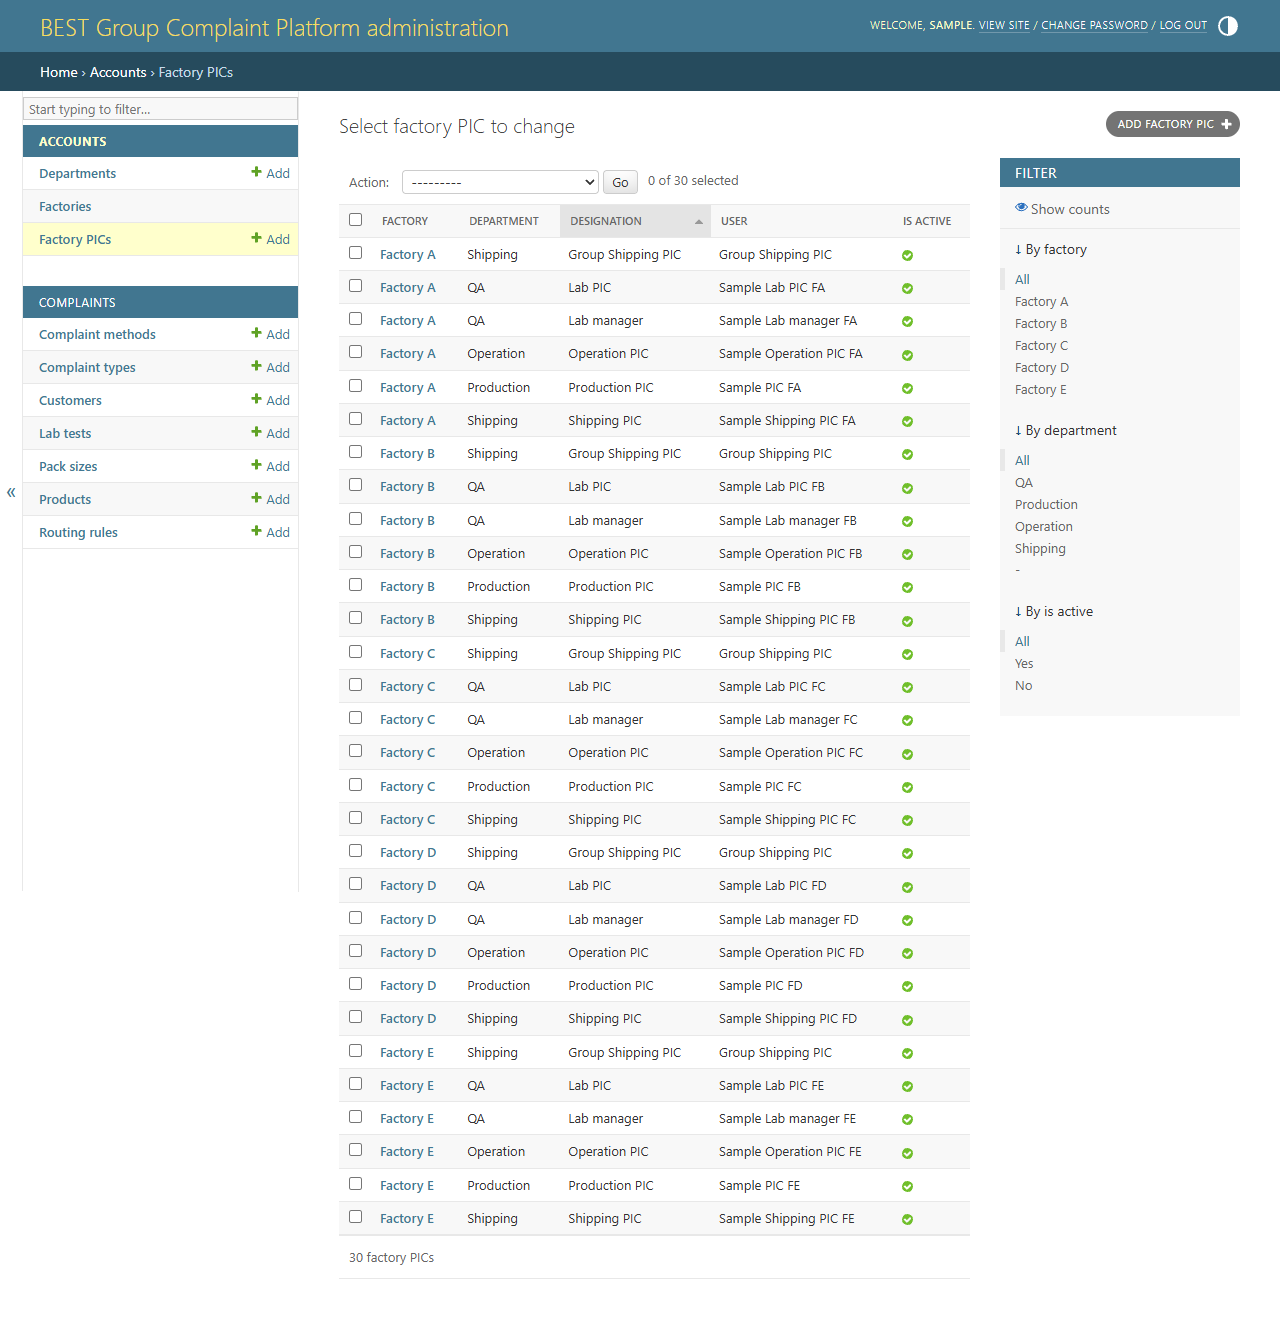 BEST Group Complaint Platform administration
WELCOME, SAMPLE. VIEW SITE / CHANGE PASSWORD / LOG OUT
Home › Accounts › Factory PICs
Start typing to filter...
ACCOUNTS
Departments Add
Factories
Factory PICs Add
COMPLAINTS
Complaint methods Add
Complaint types Add
Customers Add
Lab tests Add
Pack sizes Add
Products Add
Routing rules Add
«
Select factory PIC to change
ADD FACTORY PIC
Action: --------- Go 0 of 30 selected
FACTORY DEPARTMENT DESIGNATION USER IS ACTIVE
Factory A Shipping Group Shipping PIC Group Shipping PIC
Factory A QA Lab PIC Sample Lab PIC FA
Factory A QA Lab manager Sample Lab manager FA
Factory A Operation Operation PIC Sample Operation PIC FA
Factory A Production Production PIC Sample PIC FA
Factory A Shipping Shipping PIC Sample Shipping PIC FA
Factory B Shipping Group Shipping PIC Group Shipping PIC
Factory B QA Lab PIC Sample Lab PIC FB
Factory B QA Lab manager Sample Lab manager FB
Factory B Operation Operation PIC Sample Operation PIC FB
Factory B Production Production PIC Sample PIC FB
Factory B Shipping Shipping PIC Sample Shipping PIC FB
Factory C Shipping Group Shipping PIC Group Shipping PIC
Factory C QA Lab PIC Sample Lab PIC FC
Factory C QA Lab manager Sample Lab manager FC
Factory C Operation Operation PIC Sample Operation PIC FC
Factory C Production Production PIC Sample PIC FC
Factory C Shipping Shipping PIC Sample Shipping PIC FC
Factory D Shipping Group Shipping PIC Group Shipping PIC
Factory D QA Lab PIC Sample Lab PIC FD
Factory D QA Lab manager Sample Lab manager FD
Factory D Operation Operation PIC Sample Operation PIC FD
Factory D Production Production PIC Sample PIC FD
Factory D Shipping Shipping PIC Sample Shipping PIC FD
Factory E Shipping Group Shipping PIC Group Shipping PIC
Factory E QA Lab PIC Sample Lab PIC FE
Factory E QA Lab manager Sample Lab manager FE
Factory E Operation Operation PIC Sample Operation PIC FE
Factory E Production Production PIC Sample PIC FE
Factory E Shipping Shipping PIC Sample Shipping PIC FE
30 factory PICs
FILTER
Show counts
↓ By factory
All
Factory A
Factory B
Factory C
Factory D
Factory E
↓ By department
All
QA
Production
Operation
Shipping
-
↓ By is active
All
Yes
No